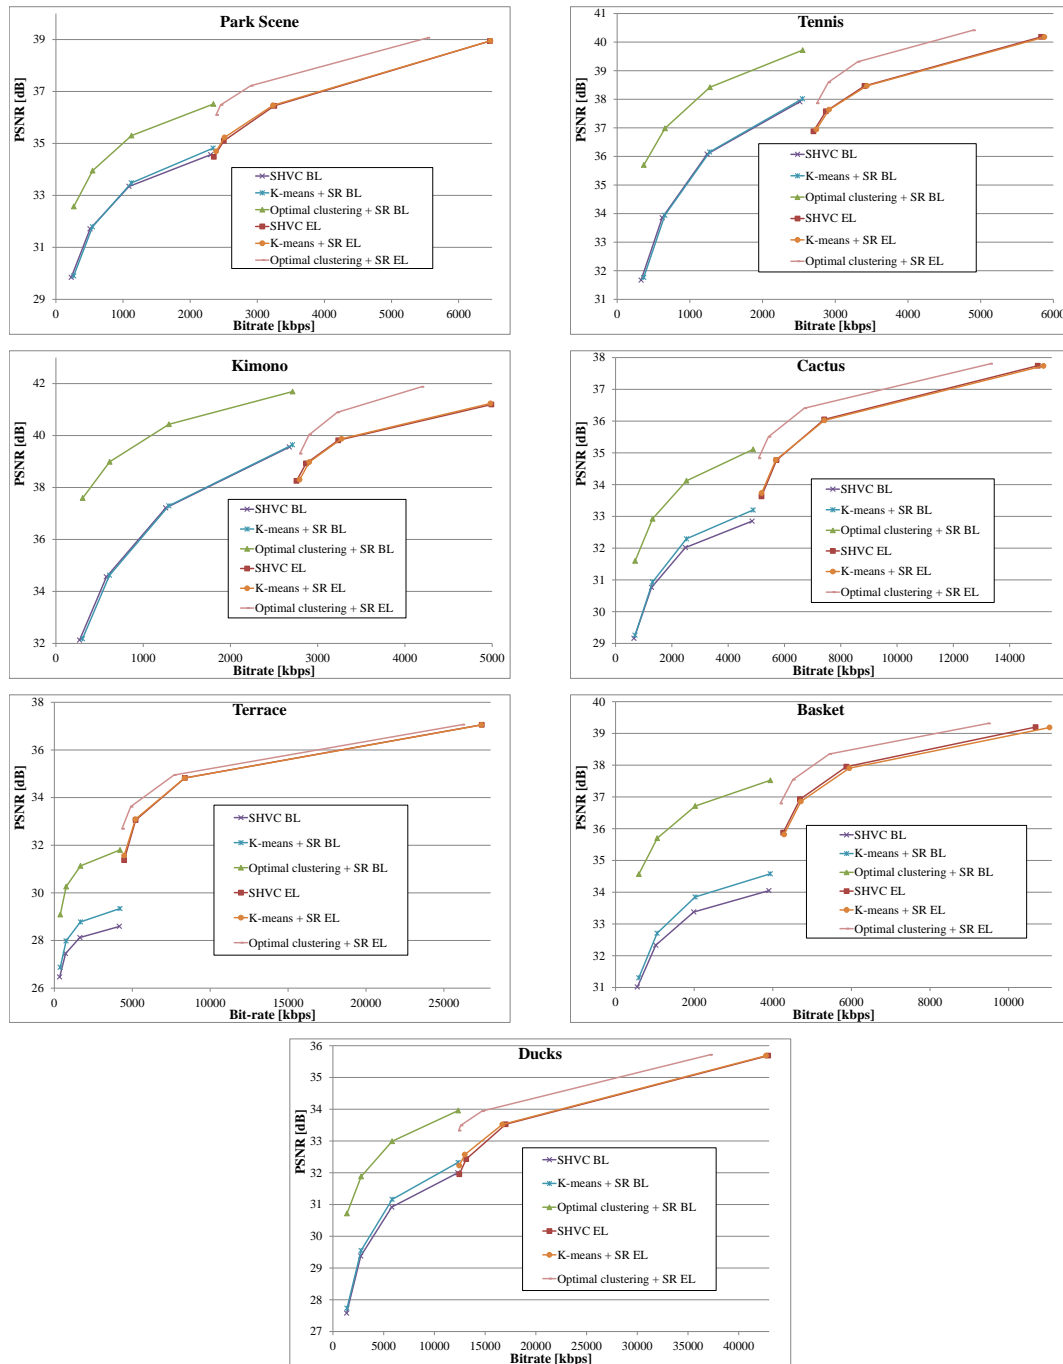 Park Scene
PSNR [dB]
39
37
35
33
31
29
0
1000
2000
3000
4000
5000
6000
Bitrate [kbps]
SHVC BL
K-means + SR BL
Optimal clustering + SR BL
SHVC EL
K-means + SR EL
Optimal clustering + SR EL
Tennis
PSNR [dB]
41
40
39
38
37
36
35
34
33
32
31
0
1000
2000
3000
4000
5000
6000
Bitrate [kbps]
SHVC BL
K-means + SR BL
Optimal clustering + SR BL
SHVC EL
K-means + SR EL
Optimal clustering + SR EL
Kimono
PSNR [dB]
42
40
38
36
34
32
0
1000
2000
3000
4000
5000
Bitrate [kbps]
SHVC BL
K-means + SR BL
Optimal clustering + SR BL
SHVC EL
K-means + SR EL
Optimal clustering + SR EL
Cactus
PSNR [dB]
38
37
36
35
34
33
32
31
30
29
0
2000
4000
6000
8000
10000
12000
14000
Bitrate [kbps]
SHVC BL
K-means + SR BL
Optimal clustering + SR BL
SHVC EL
K-means + SR EL
Optimal clustering + SR EL
Terrace
PSNR [dB]
38
36
34
32
30
28
26
0
5000
10000
15000
20000
25000
Bit-rate [kbps]
SHVC BL
K-means + SR BL
Optimal clustering + SR BL
SHVC EL
K-means + SR EL
Optimal clustering + SR EL
Basket
PSNR [dB]
40
39
38
37
36
35
34
33
32
31
0
2000
4000
6000
8000
10000
Bitrate [kbps]
SHVC BL
K-means + SR BL
Optimal clustering + SR BL
SHVC EL
K-means + SR EL
Optimal clustering + SR EL
Ducks
PSNR [dB]
36
35
34
33
32
31
30
29
28
27
0
5000
10000
15000
20000
25000
30000
35000
40000
Bitrate [kbps]
SHVC BL
K-means + SR BL
Optimal clustering + SR BL
SHVC EL
K-means + SR EL
Optimal clustering + SR EL